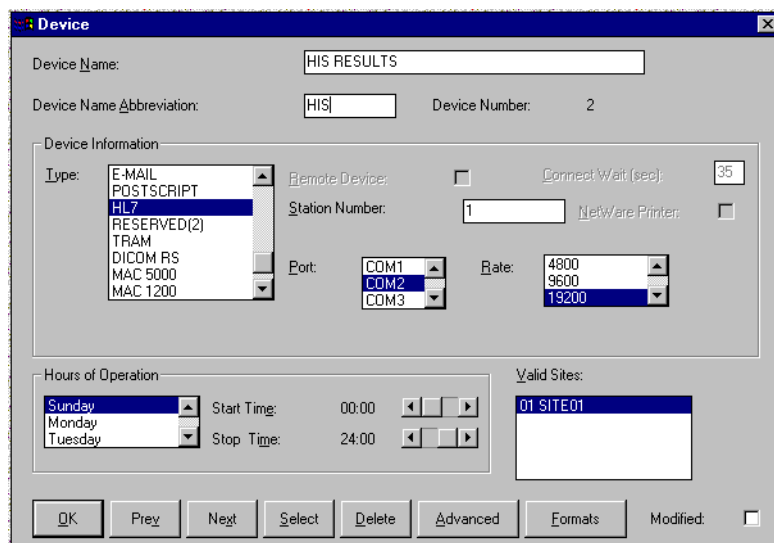 Device
Device Name: HIS RESULTS
Device Name Abbreviation: HIS Device Number: 2
Device Information
Type: E-MAIL
POSTSCRIPT
HL7
RESERVED(2)
TRAM
DICOM RS
MAC 5000
MAC 1200
Remote Device: Connect Wait (sec): 35
Station Number: 1 NetWare Printer:
Port: COM1
COM2
COM3
Rate: 4800
9600
19200
Hours of Operation
Sunday
Monday
Tuesday
Start Time: 00:00
Stop Time: 24:00
Valid Sites:
01 SITE01
OK Prev Next Select Delete Advanced Formats Modified: